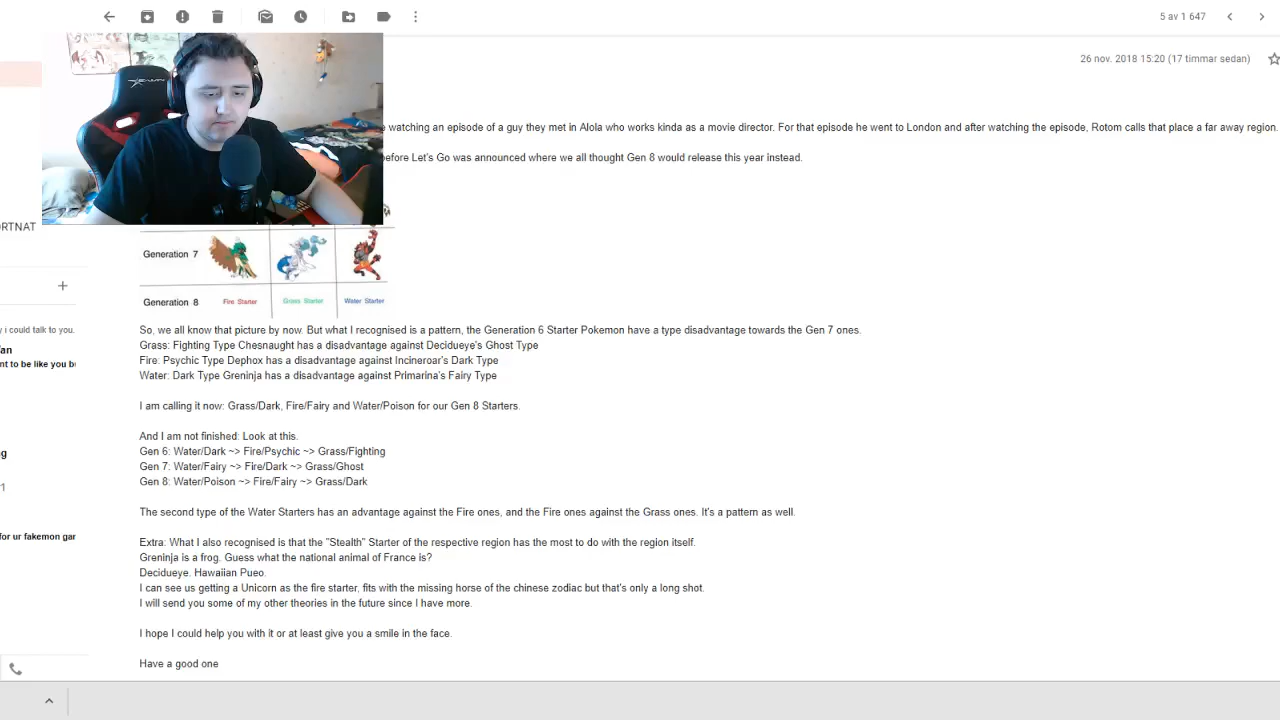 5 av 1 647
26 nov. 2018 15:20 (17 timmar sedan)
watching an episode of a guy they met in Alola who works kinda as a movie director. For that episode he went to London and after watching the episode, Rotom calls that place a far away region.
before Let's Go was announced where we all thought Gen 8 would release this year instead.
ORTNAT
Generation 7
Generation 8 Fire Starter Grass Starter Water Starter
y i could talk to you.
So, we all know that picture by now. But what I recognised is a pattern, the Generation 6 Starter Pokemon have a type disadvantage towards the Gen 7 ones.
Grass: Fighting Type Chesnaught has a disadvantage against Decidueye's Ghost Type
nt to be like you b
Fire: Psychic Type Dephox has a disadvantage against Incineroar's Dark Type
Water: Dark Type Greninja has a disadvantage against Primarina's Fairy Type
I am calling it now: Grass/Dark, Fire/Fairy and Water/Poison for our Gen 8 Starters.
And I am not finished: Look at this.
Gen 6: Water/Dark ~> Fire/Psychic ~> Grass/Fighting
Gen 7: Water/Fairy ~> Fire/Dark ~> Grass/Ghost
Gen 8: Water/Poison ~> Fire/Fairy ~> Grass/Dark
The second type of the Water Starters has an advantage against the Fire ones, and the Fire ones against the Grass ones. It's a pattern as well.
for ur fakemon gar
Extra: What I also recognised is that the "Stealth" Starter of the respective region has the most to do with the region itself.
Greninja is a frog. Guess what the national animal of France is?
Decidueye. Hawaiian Pueo.
I can see us getting a Unicorn as the fire starter, fits with the missing horse of the chinese zodiac but that's only a long shot.
I will send you some of my other theories in the future since I have more.
I hope I could help you with it or at least give you a smile in the face.
Have a good one